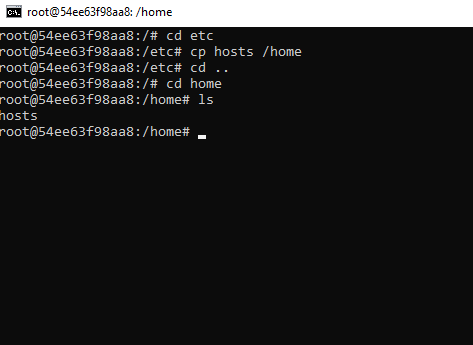 root@54ee63f98aa8: /home
root@54ee63f98aa8:/# cd etc
root@54ee63f98aa8:/etc# cp hosts /home
root@54ee63f98aa8:/etc# cd ..
root@54ee63f98aa8:/# cd home
root@54ee63f98aa8:/home# ls
hosts
root@54ee63f98aa8:/home#